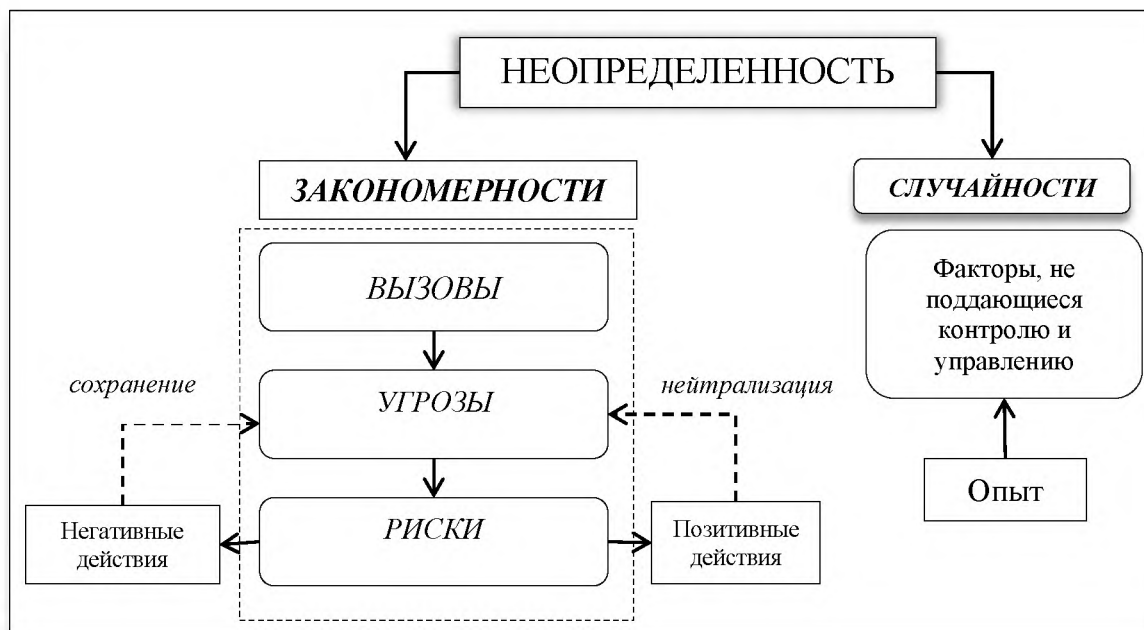 НЕОПРЕДЕЛЕННОСТЬ
ЗАКОНОМЕРНОСТИ
СЛУЧАЙНОСТИ
ВЫЗОВЫ
Факторы, не
поддающиеся
контролю и
управлению
сохранение
УГРОЗЫ
нейтрализация
Негативные
действия
РИСКИ
Позитивные
действия
Опыт